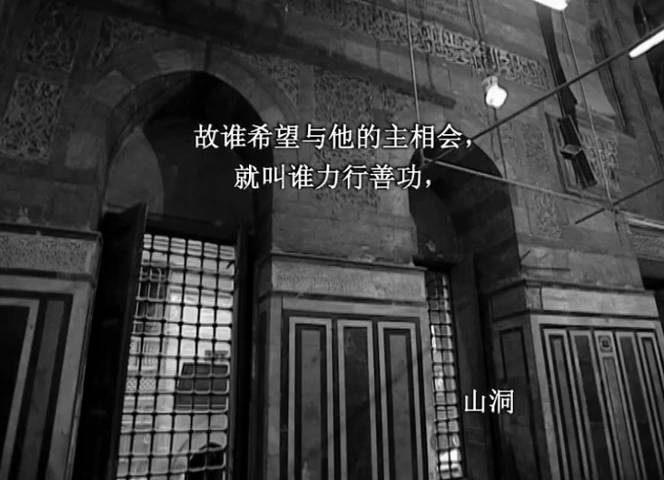 故谁希望与他的主相会，
就叫谁力行善功，
山洞